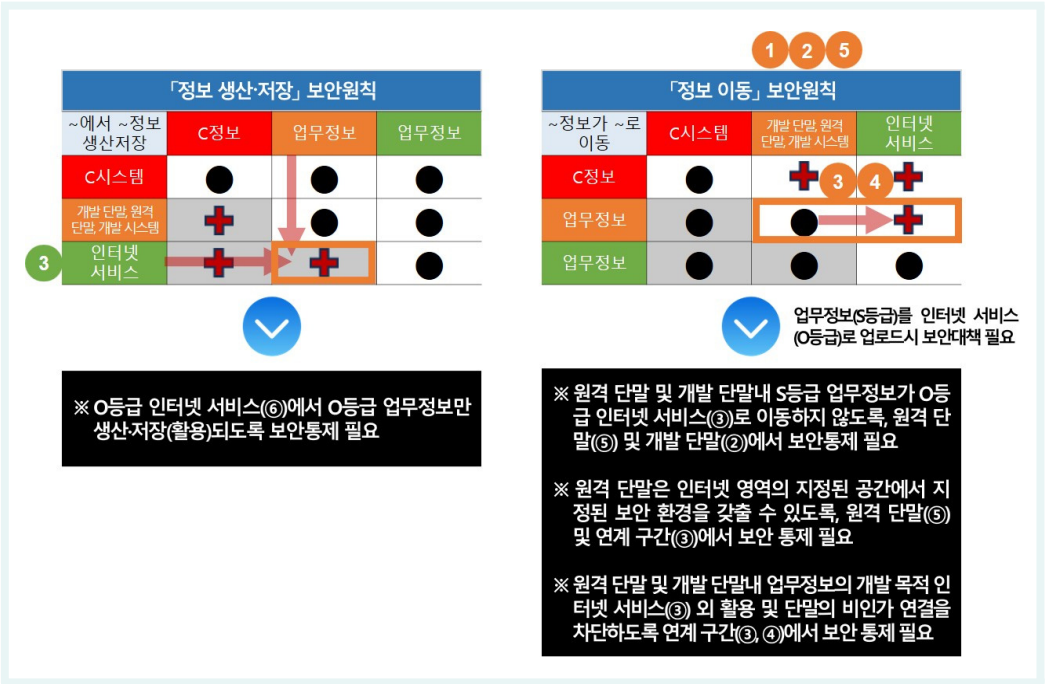 1 2 5
「정보 생산·저장」 보안원칙
~에서 ~정보
생산저장
C정보
업무정보
업무정보
C시스템
개발 단말, 원격
단말, 개발 시스템
3
인터넷
서비스
「정보 이동」 보안원칙
~정보가 ~로
이동
C시스템
개발 단말, 원격
단말, 개발 시스템
인터넷
서비스
C정보
3 4
업무정보
업무정보
업무정보(S등급)를 인터넷 서비스
(O등급)로 업로드시 보안대책 필요
※ O등급 인터넷 서비스(⑥)에서 O등급 업무정보만
생산·저장(활용)되도록 보안통제 필요
※ 원격 단말 및 개발 단말내 S등급 업무정보가 O등
급 인터넷 서비스(③)로 이동하지 않도록, 원격 단
말(⑤) 및 개발 단말(②)에서 보안통제 필요
※ 원격 단말은 인터넷 영역의 지정된 공간에서 지
정된 보안 환경을 갖출 수 있도록, 원격 단말(⑤)
및 연계 구간(③)에서 보안 통제 필요
※ 원격 단말 및 개발 단말내 업무정보의 개발 목적 인
터넷 서비스(③) 외 활용 및 단말의 비인가 연결을
차단하도록 연계 구간(③, ④)에서 보안 통제 필요